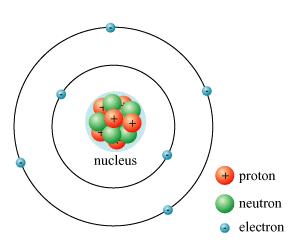 nucleus
+ proton
neutron
- electron